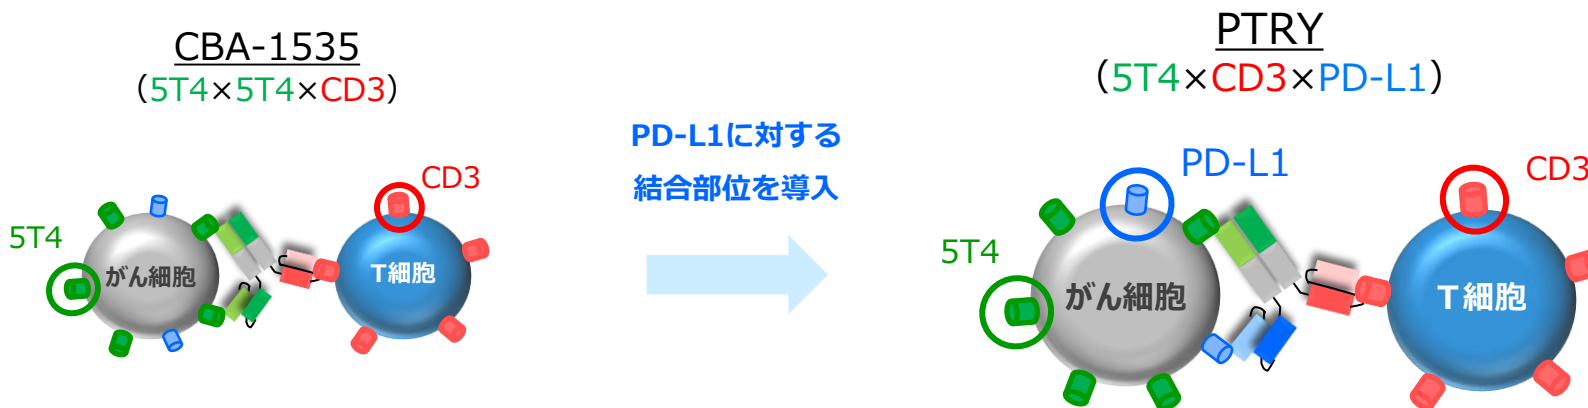 CBA-1535
（5T4×5T4×CD3）
CD3
5T4
がん細胞
T細胞
PD-L1に対する
結合部位を導入
PTRY
（5T4×CD3×PD-L1）
PD-L1
CD3
5T4
がん細胞
Ｔ細胞